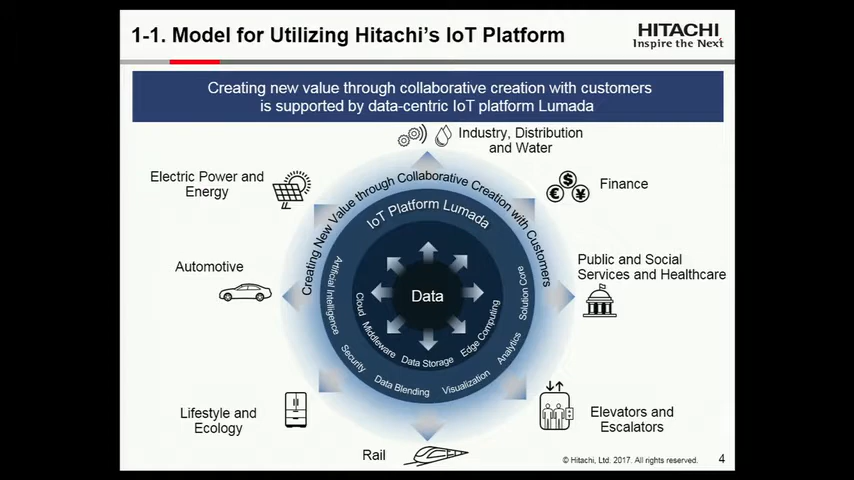 1-1. Model for Utilizing Hitachi's IoT Platform
HITACHI
Inspire the Next
Creating new value through collaborative creation with customers
is supported by data-centric IoT platform Lumada
Industry, Distribution
and Water
Electric Power and
Energy
$
€
¥
Finance
Creating New Value through Collaborative Creation with Customers
IoT Platform Lumada
Automotive
Public and Social
Services and Healthcare
Data
Artificial Intelligence
Security
Data Blending
Visualization
Analytics
Solution Core
Cloud
Middleware
Data Storage
Edge Computing
Lifestyle and
Ecology
Elevators and
Escalators
Rail
© Hitachi, Ltd. 2017. All rights reserved.
4